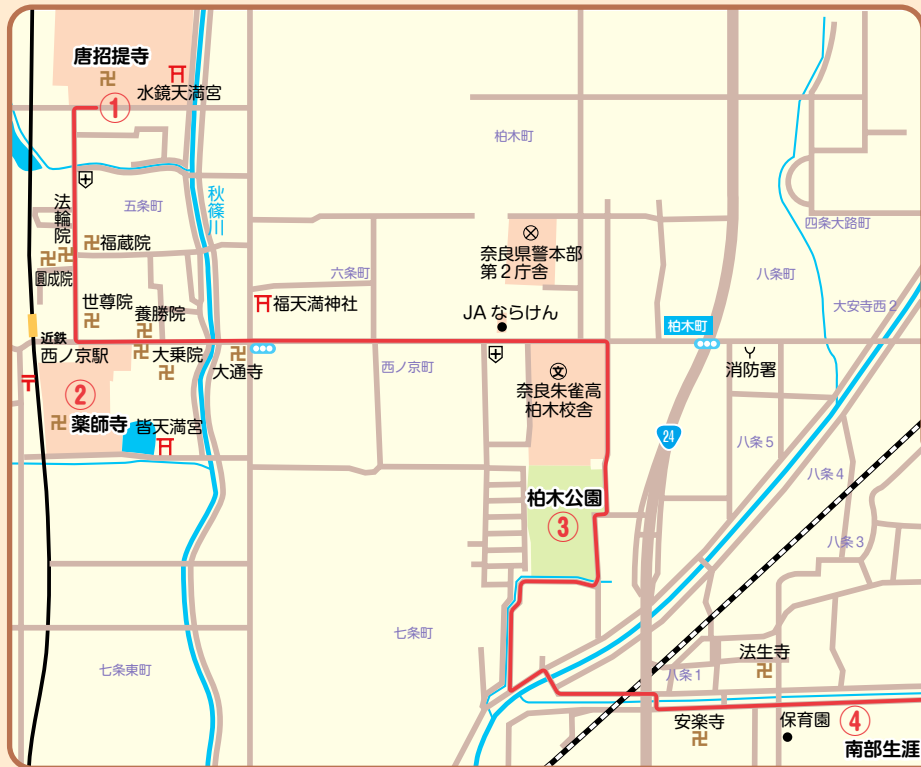 唐招提寺
水鏡天満宮
①
柏木町
法輪院
五条町
秋篠川
四条大路町
福蔵院
奈良県警本部
第2庁舎
六条町
八条町
圓成院
世尊院
養勝院
福天満神社
JA ならけん
大安寺西2
柏木町
近鉄
西ノ京駅
大乗院
大通寺
西ノ京町
文
奈良朱雀高
柏木校舎
消防署
②
薬師寺
皆天満宮
24
八条5
八条4
柏木公園
③
八条3
七条町
七条東町
法生寺
八条1
安楽寺
保育園
④
南部生涯